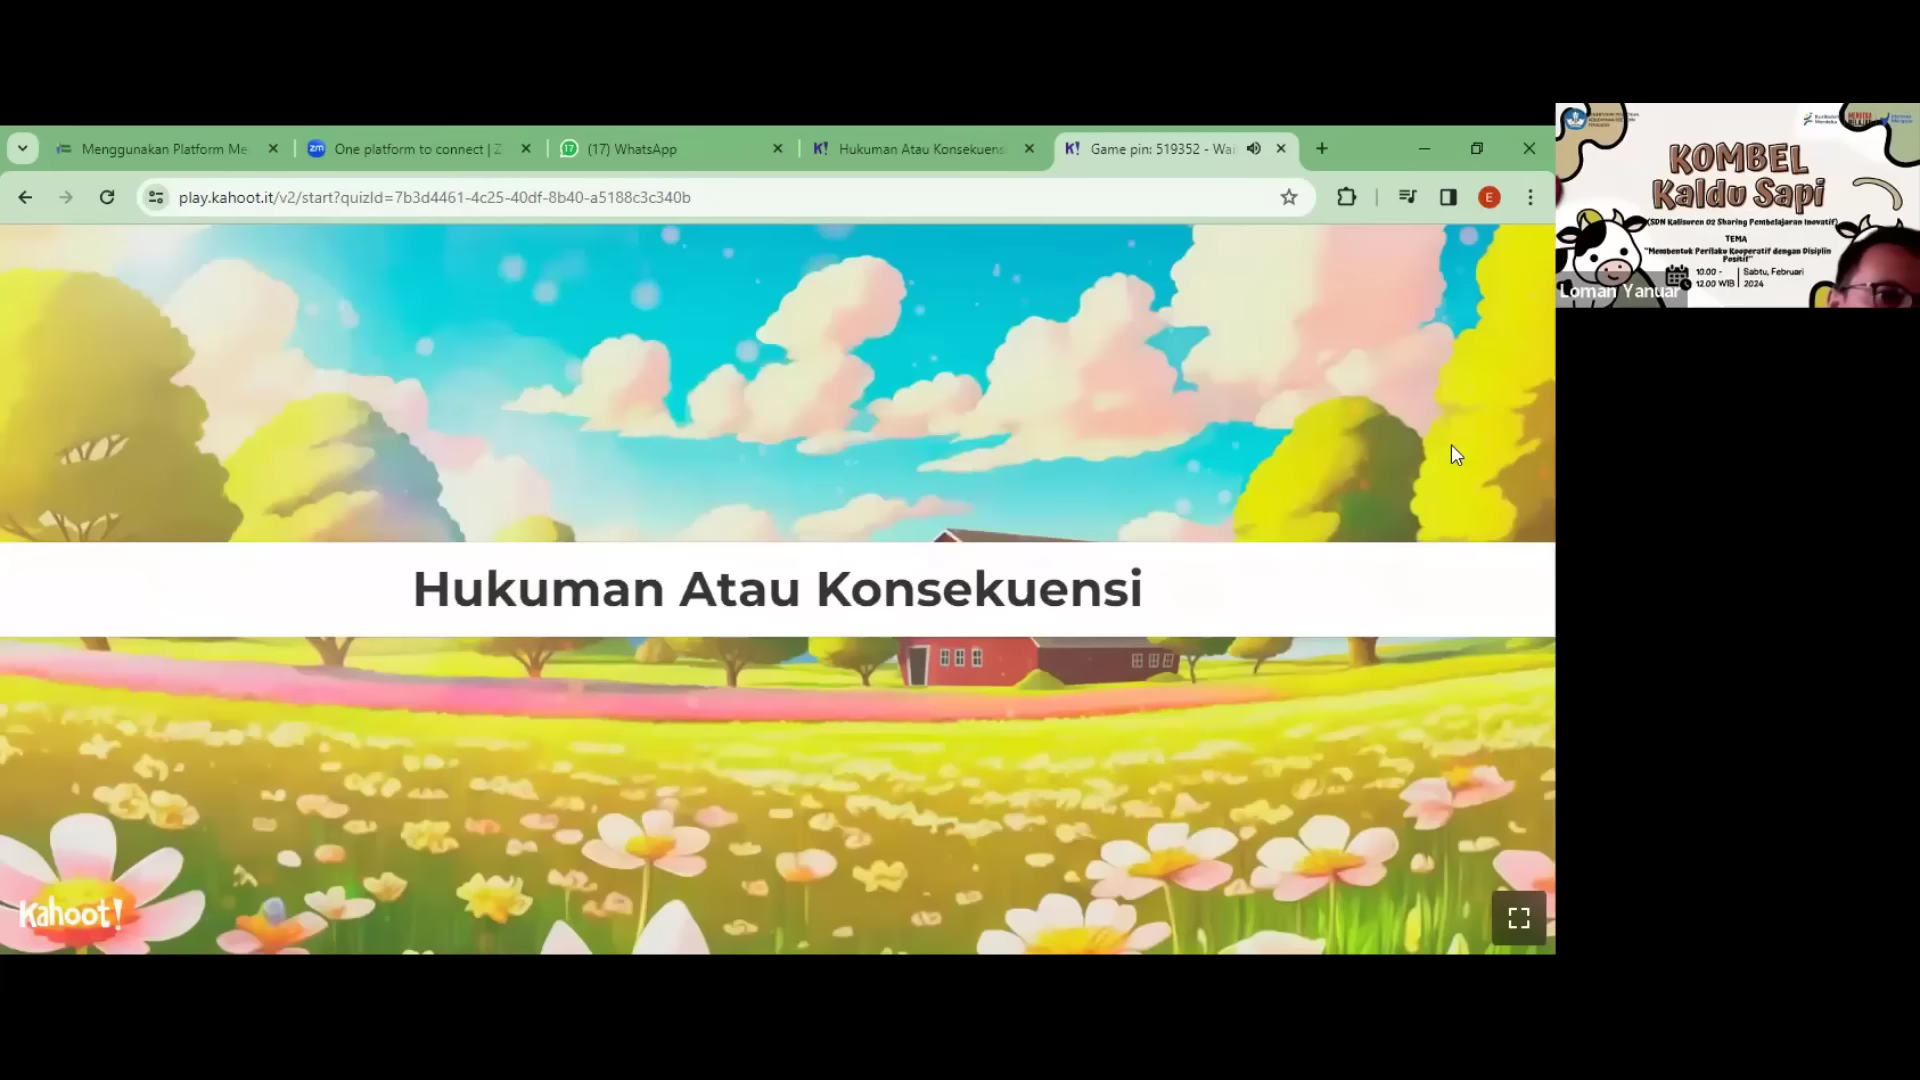 Menggunakan Platform Me
One platform to connect | Z
(17) WhatsApp
Hukuman Atau Konsekuens
Game pin: 519352 - Wai
play.kahoot.it/v2/start?quizId=7b3d4461-4c25-40df-8b40-a5188c3c340b
E
Hukuman Atau Konsekuensi
Kahoot!
KOMBEL
Kaldu Sapi
(SDN Kalisuren 02 Sharing Pembelajaran Inovatif)
TEMA
"Membentuk Perilaku Kooperatif dengan Disiplin
Positif"
10.00 -
12.00 WIB
Sabtu, Februari
2024
Loman Yanuar